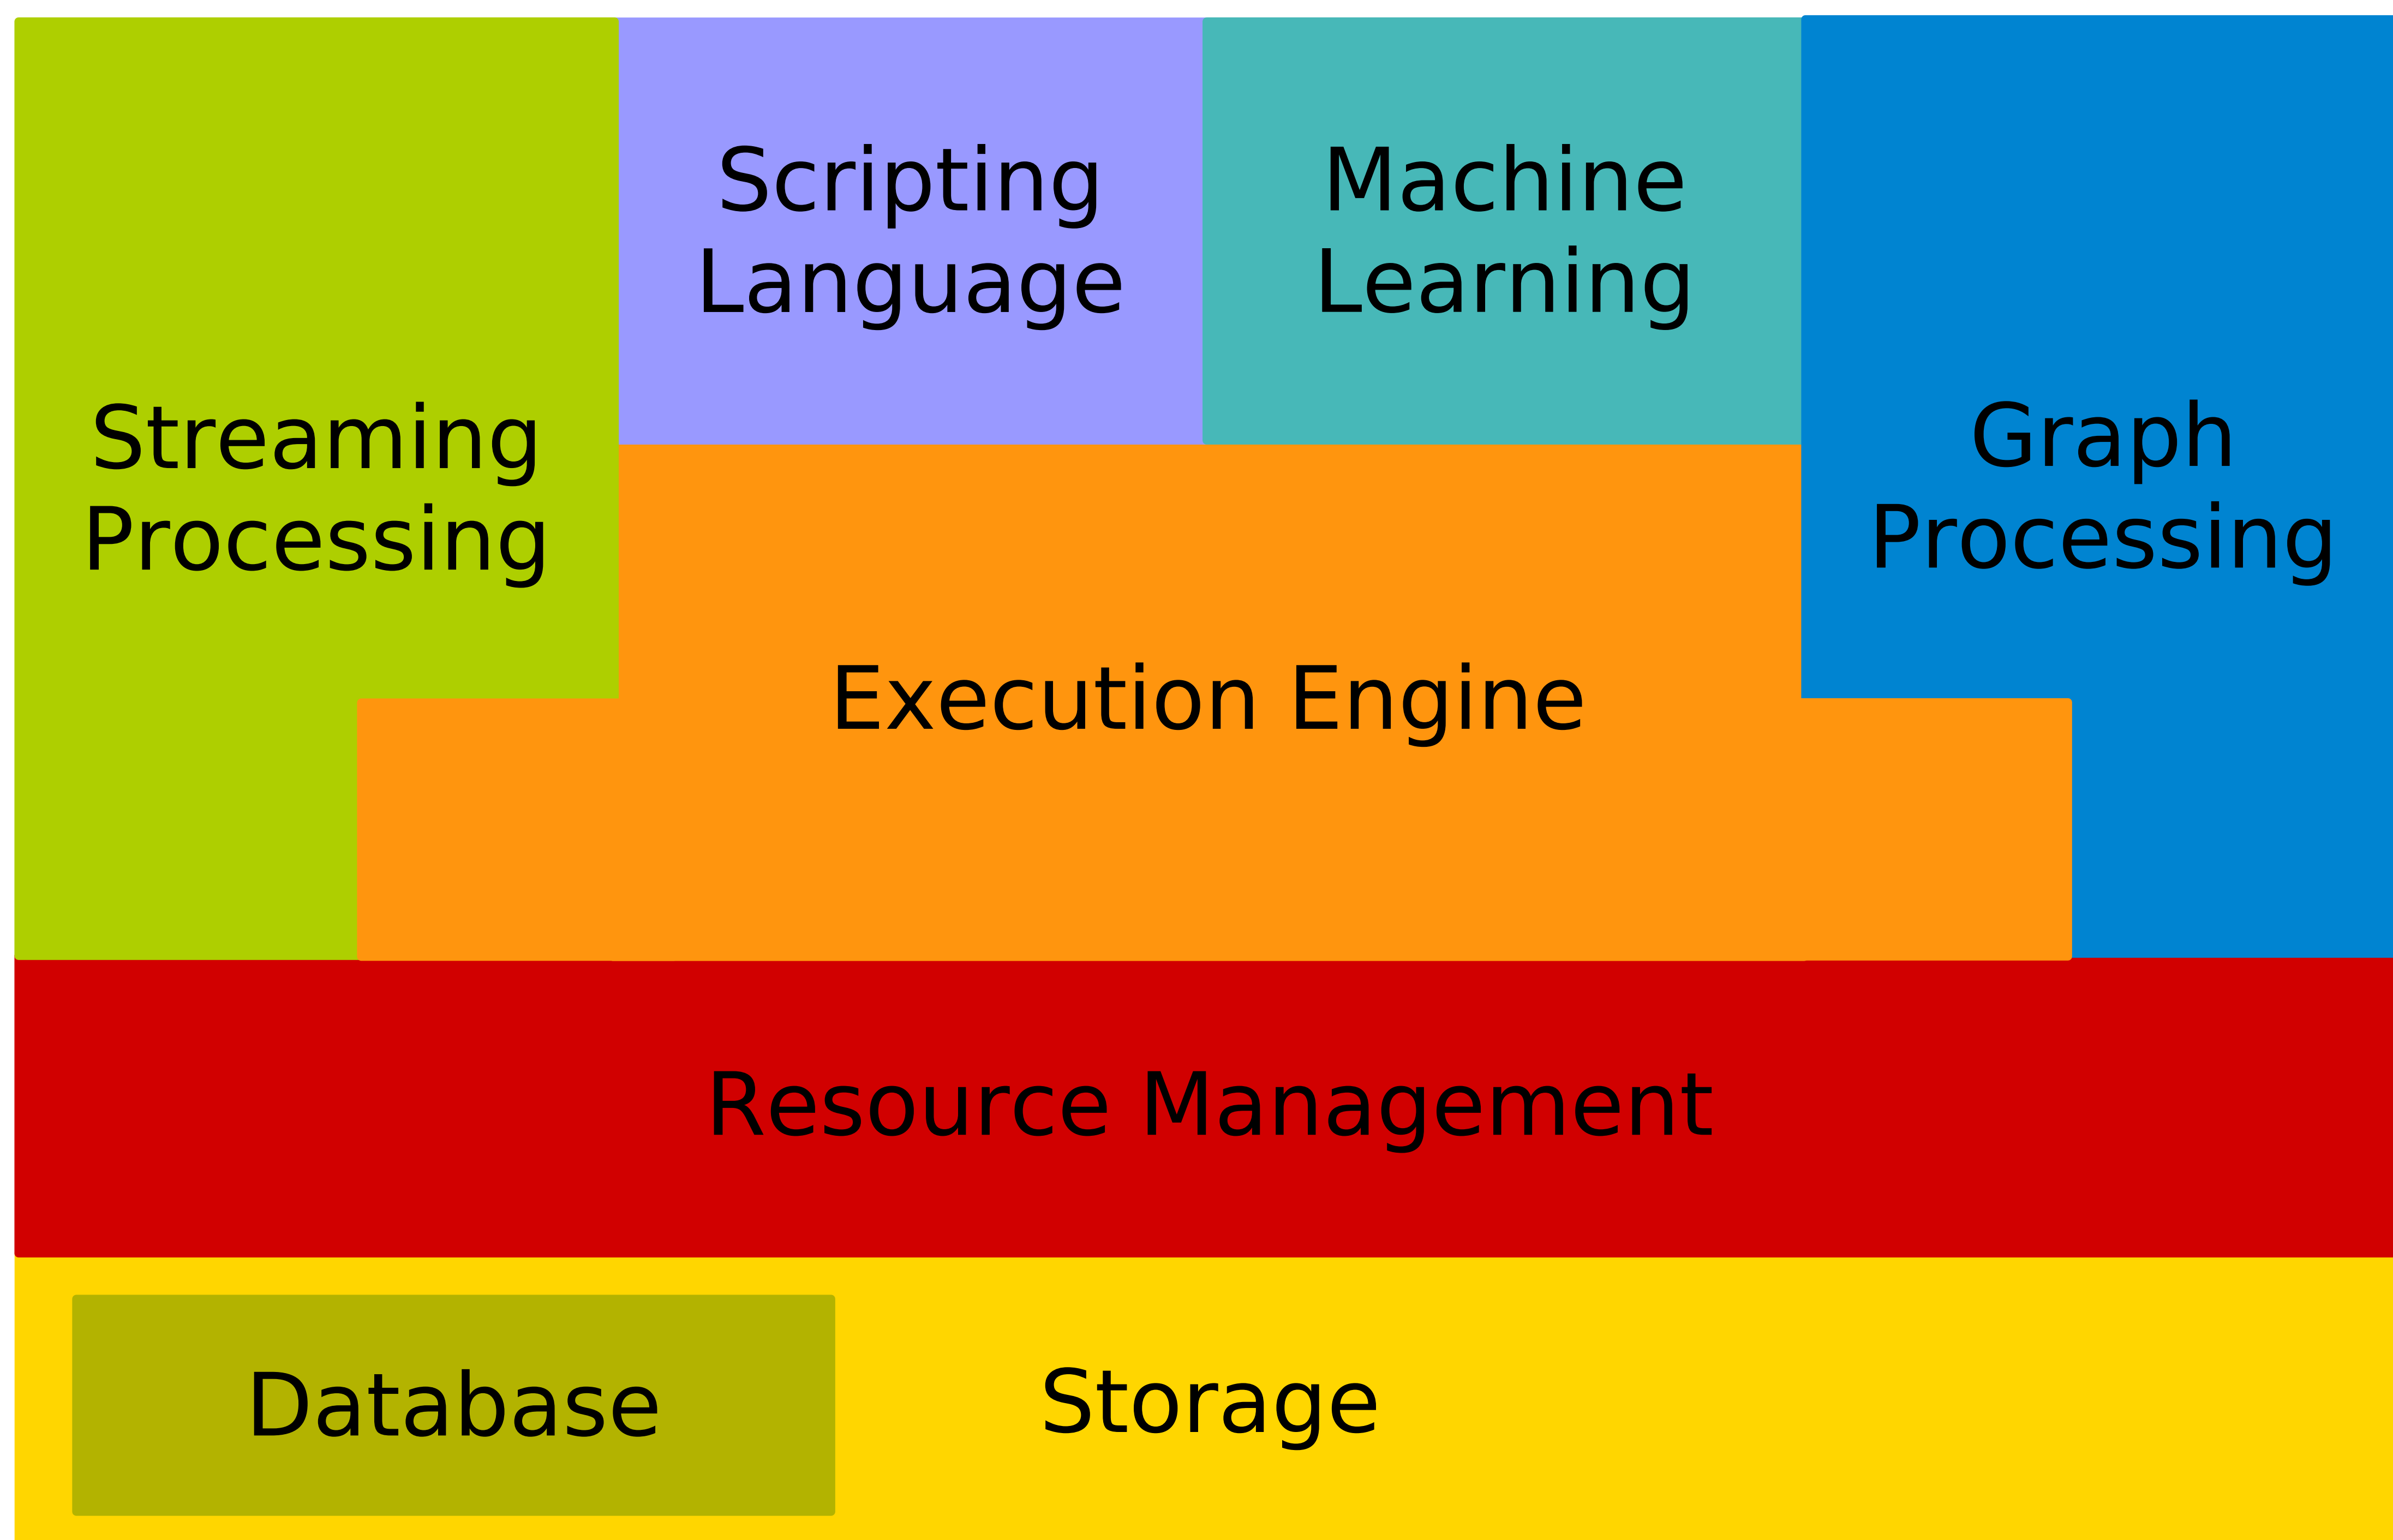 Scripting
Language
Machine
Learning
Streaming
Processing
Graph
Processing
Execution Engine
Resource Management
Database
Storage